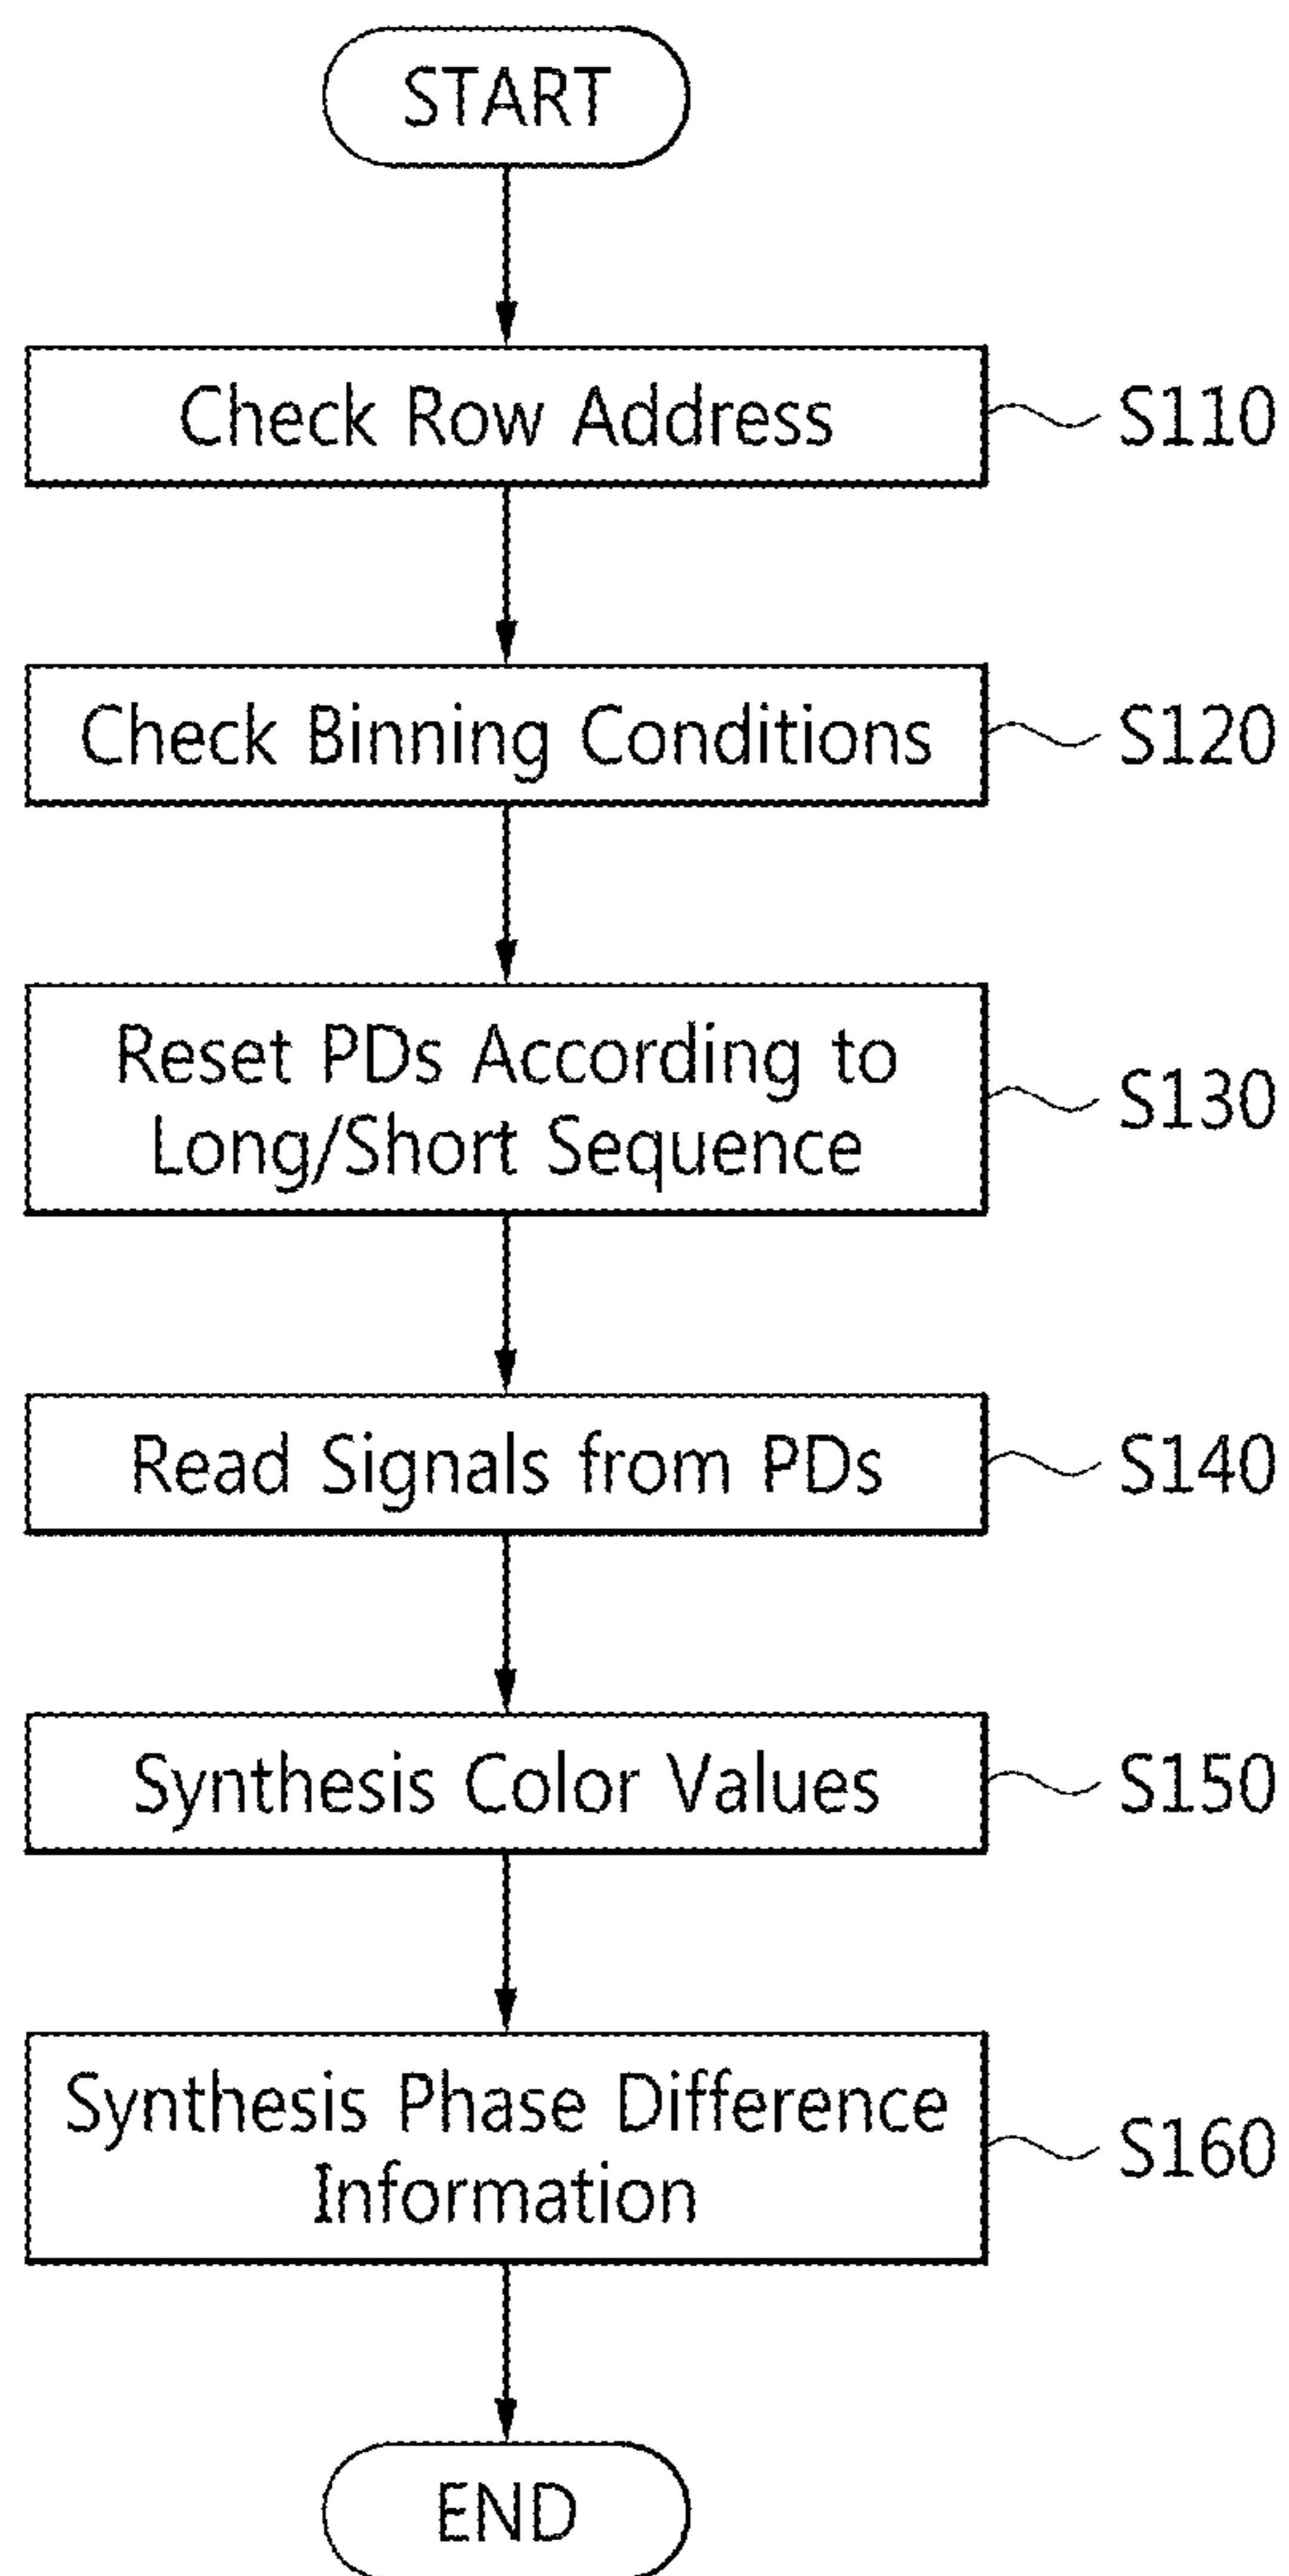 START
Check Row Address
S110
Check Binning Conditions
S120
Reset PDs According to
Long/Short Sequence
S130
Read Signals from PDs
S140
Synthesis Color Values
S150
Synthesis Phase Difference
Information
S160
END